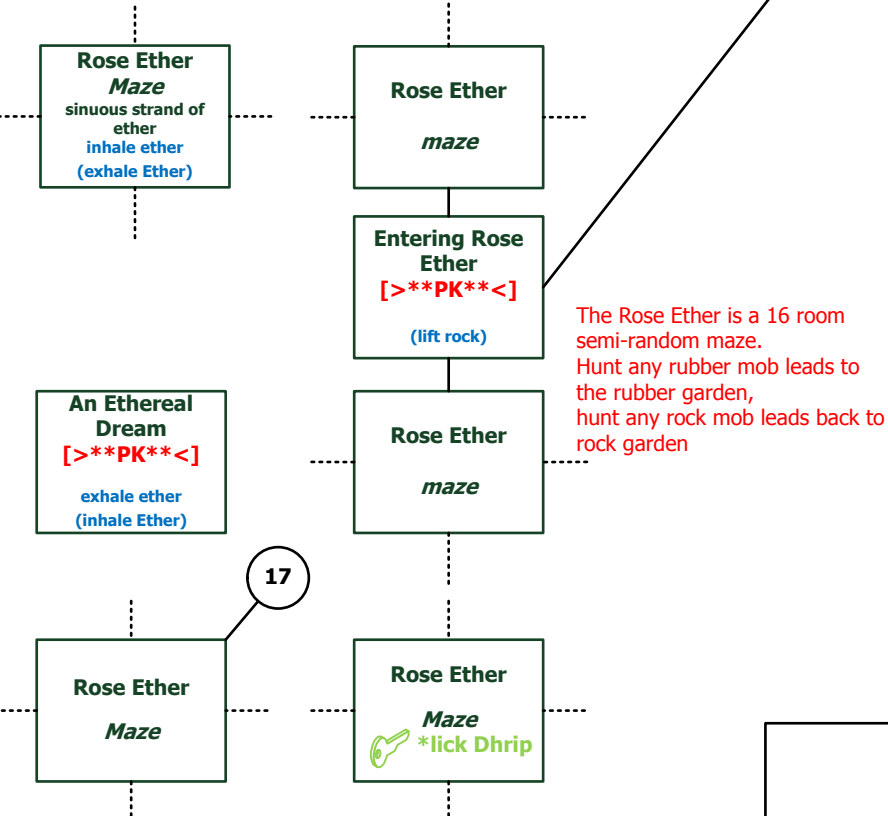 Rose Ether
Maze
sinuous strand of
ether
inhale ether
(exhale Ether)
Rose Ether
maze
Entering Rose
Ether
[>**PK**<]
(lift rock)
The Rose Ether is a 16 room
semi-random maze.
Hunt any rubber mob leads to
the rubber garden,
hunt any rock mob leads back to
rock garden
An Ethereal
Dream
[>**PK**<]
exhale ether
(inhale Ether)
Rose Ether
maze
17
Rose Ether
Maze
Rose Ether
Maze
*lick Dhrip